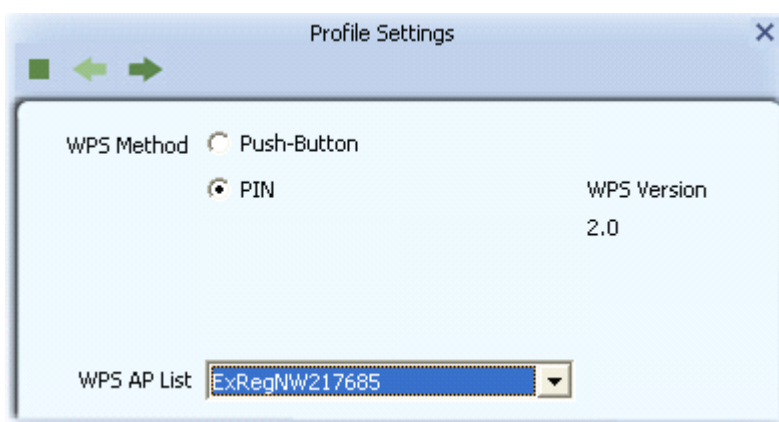 Profile Settings
WPS Method Push-Button
PIN WPS Version
2.0
WPS AP List ExRegNW217685